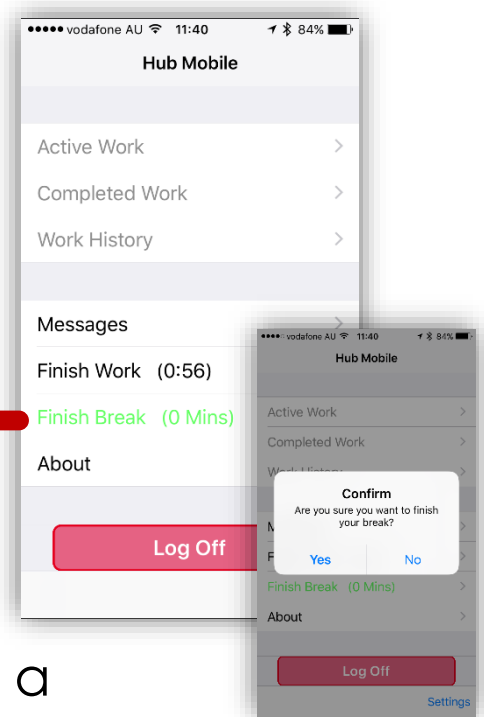 vodafone AU 11:40 84%
Hub Mobile
Active Work
Completed Work
Work History
Messages
Finish Work (0:56)
Finish Break (0 Mins)
About
Log Off
vodafone AU 11:40 84%
Hub Mobile
Active Work
Completed Work
Work History
Confirm
Are you sure you want to finish
your break?
Yes No
M
F
Finish Break (0 Mins)
About
Log Off
Settings
a